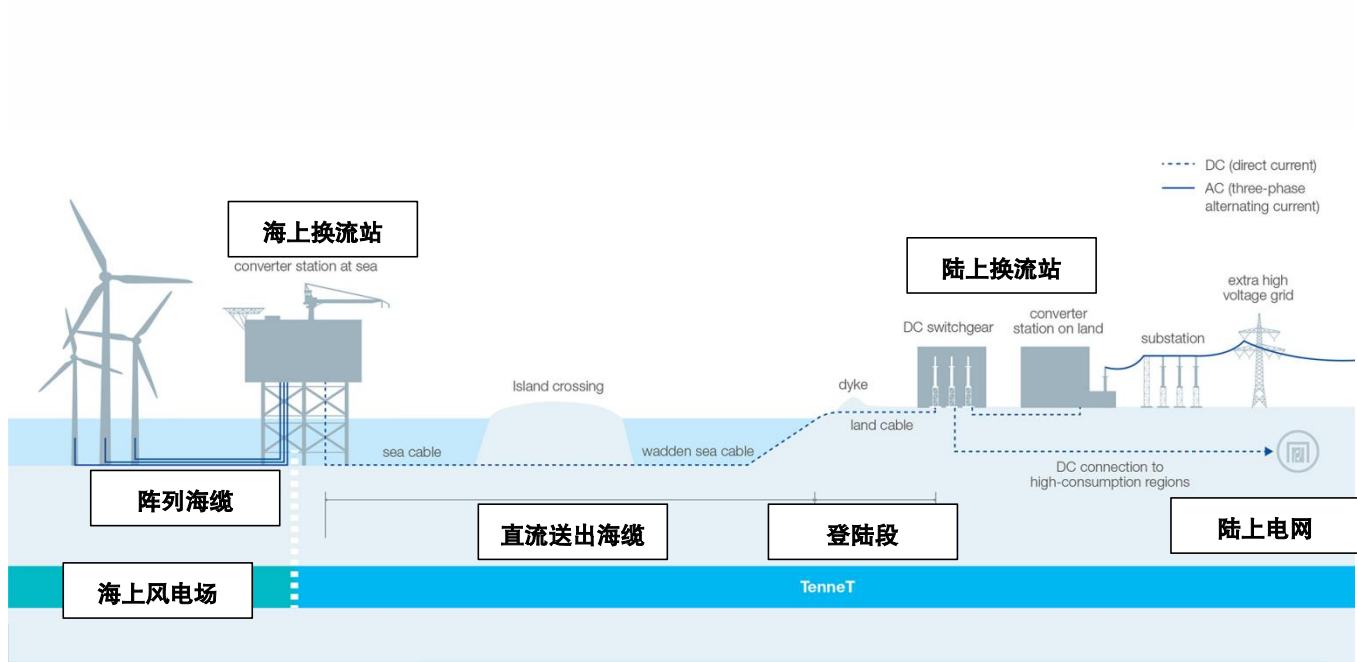 DC (direct current)
AC (three-phase
alternating current)
海上换流站
converter station at sea
陆上换流站
extra high
voltage grid
DC switchgear
converter
station on land
substation
Island crossing
dyke
land cable
sea cable
wadden sea cable
DC connection to
high-consumption regions
阵列海缆
直流送出海缆
登陆段
陆上电网
海上风电场
TenneT